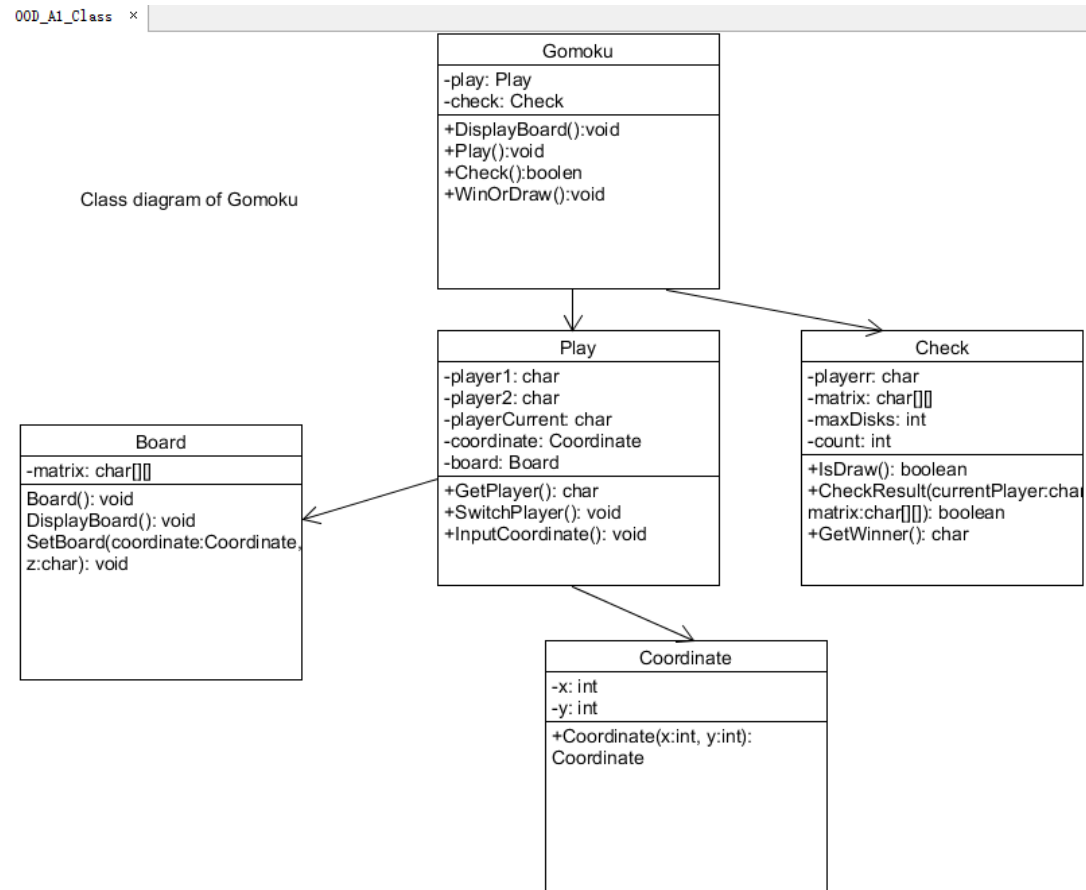 OOD_A1_Class ×
Gomoku
-play: Play
-check: Check
+DisplayBoard():void
+Play():void
+Check():boolen
+WinOrDraw():void
Class diagram of Gomoku
Play
-player1: char
-player2: char
-playerCurrent: char
-coordinate: Coordinate
-board: Board
+GetPlayer(): char
+SwitchPlayer(): void
+InputCoordinate(): void
Check
-playerr: char
-matrix: char[][]
-maxDisks: int
-count: int
+IsDraw(): boolean
+CheckResult(currentPlayer:char
matrix:char[][]): boolean
+GetWinner(): char
Board
-matrix: char[][]
Board(): void
DisplayBoard(): void
SetBoard(coordinate:Coordinate,
z:char): void
Coordinate
-x: int
-y: int
+Coordinate(x:int, y:int):
Coordinate